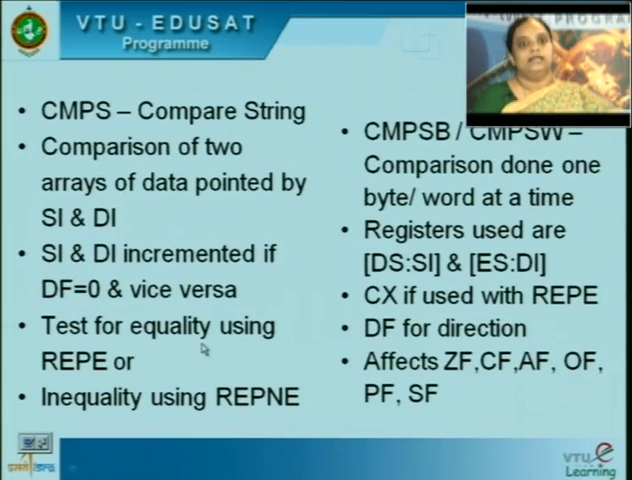 VTU - EDUSAT
Programme
• CMPS – Compare String
• Comparison of two
arrays of data pointed by
SI & DI
• SI & DI incremented if
DF=0 & vice versa
• Test for equality using
REPE or
• Inequality using REPNE
• CMPSB / CMPSW –
Comparison done one
byte/ word at a time
• Registers used are
[DS:SI] & [ES:DI]
• CX if used with REPE
• DF for direction
• Affects ZF,CF,AF, OF,
PF, SF
VTU e
Learning